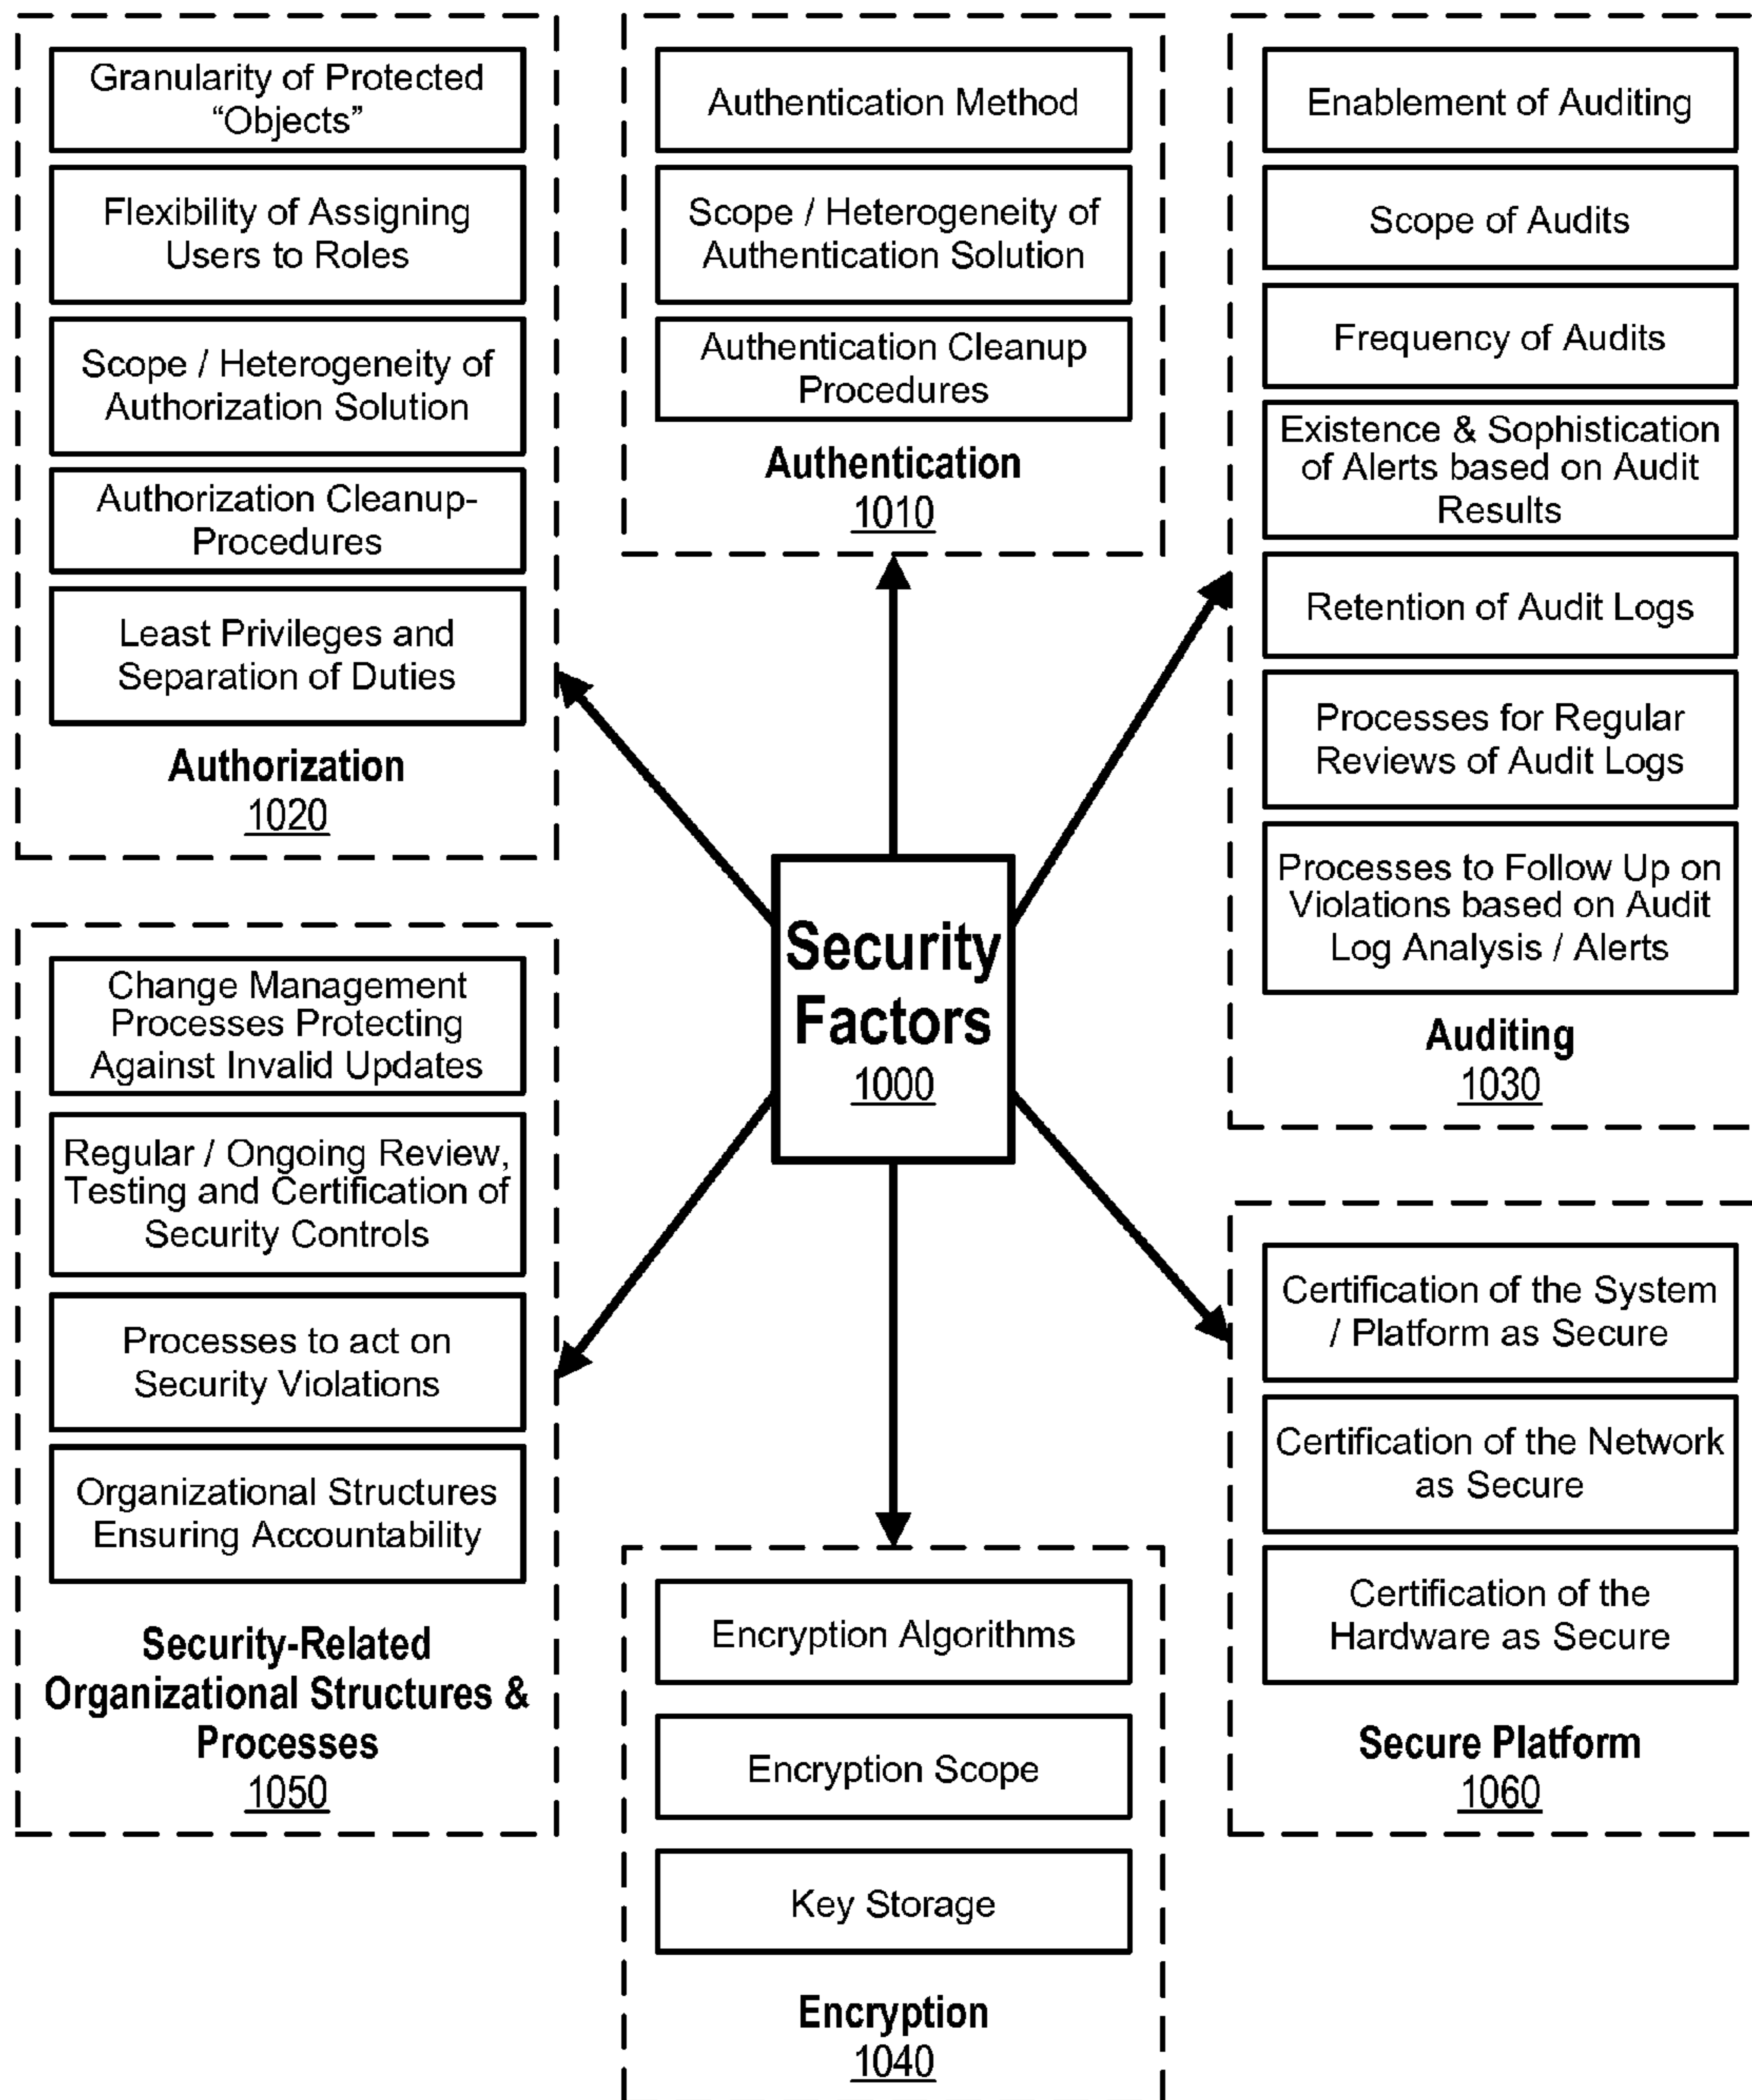 Granularity of Protected
“Objects”
Flexibility of Assigning
Users to Roles
Scope / Heterogeneity of
Authorization Solution
Authorization Cleanup-
Procedures
Least Privileges and
Separation of Duties
Authorization
1020
Authentication Method
Scope / Heterogeneity of
Authentication Solution
Authentication Cleanup
Procedures
Authentication
1010
Enablement of Auditing
Scope of Audits
Frequency of Audits
Existence & Sophistication
of Alerts based on Audit
Results
Retention of Audit Logs
Processes for Regular
Reviews of Audit Logs
Processes to Follow Up on
Violations based on Audit
Log Analysis / Alerts
Auditing
1030
Security
Factors
1000
Change Management
Processes Protecting
Against Invalid Updates
Regular / Ongoing Review,
Testing and Certification of
Security Controls
Processes to act on
Security Violations
Organizational Structures
Ensuring Accountability
Security-Related
Organizational Structures &
Processes
1050
Encryption Algorithms
Encryption Scope
Key Storage
Encryption
1040
Certification of the System
/ Platform as Secure
Certification of the Network
as Secure
Certification of the
Hardware as Secure
Secure Platform
1060